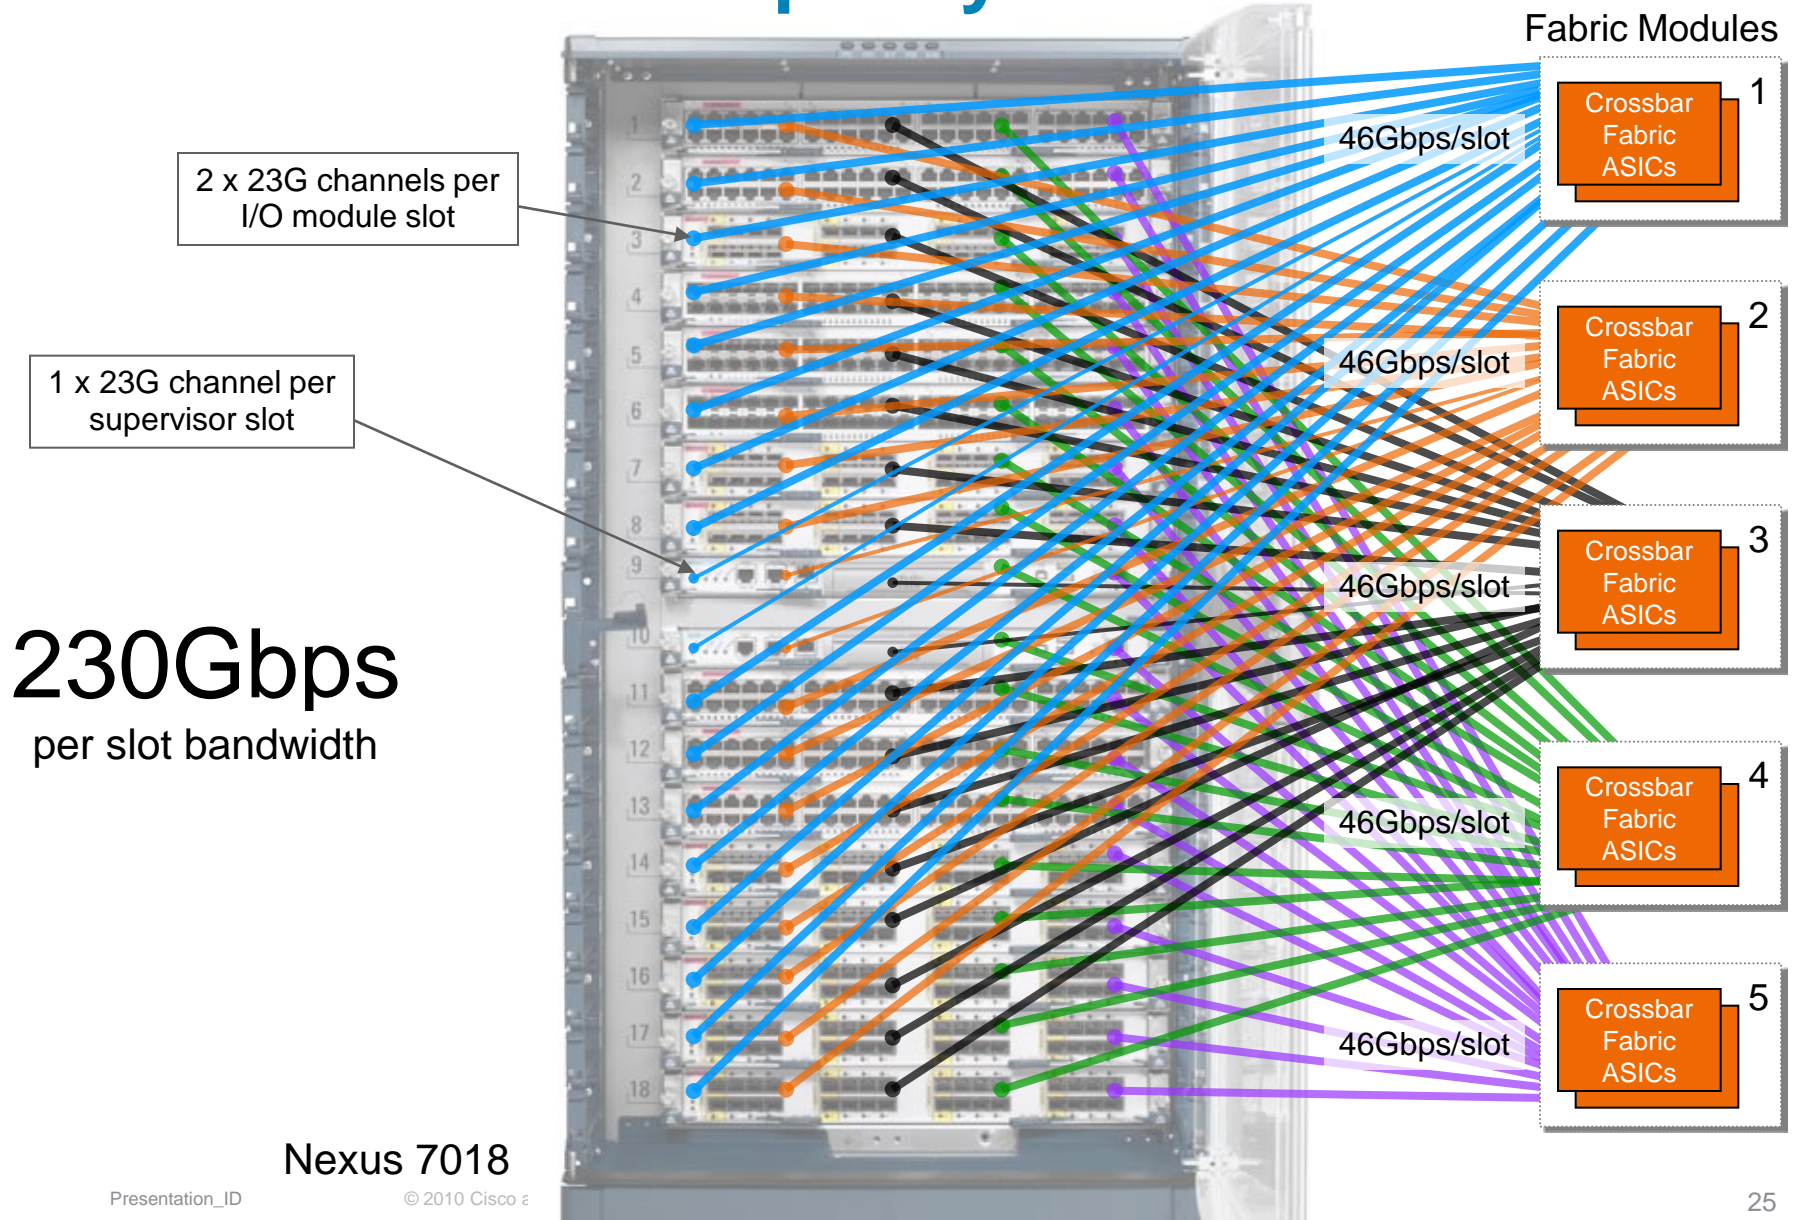 Fabric Modules
2 x 23G channels per
I/O module slot
1 x 23G channel per
supervisor slot
230Gbps
per slot bandwidth
1
2
3
4
5
6
7
8
9
10
11
12
13
14
15
16
17
18
46Gbps/slot
Crossbar
Fabric
ASICs
1
46Gbps/slot
Crossbar
Fabric
ASICs
2
46Gbps/slot
Crossbar
Fabric
ASICs
3
46Gbps/slot
Crossbar
Fabric
ASICs
4
46Gbps/slot
Crossbar
Fabric
ASICs
5
Nexus 7018
Presentation_ID
© 2010 Cisco
25